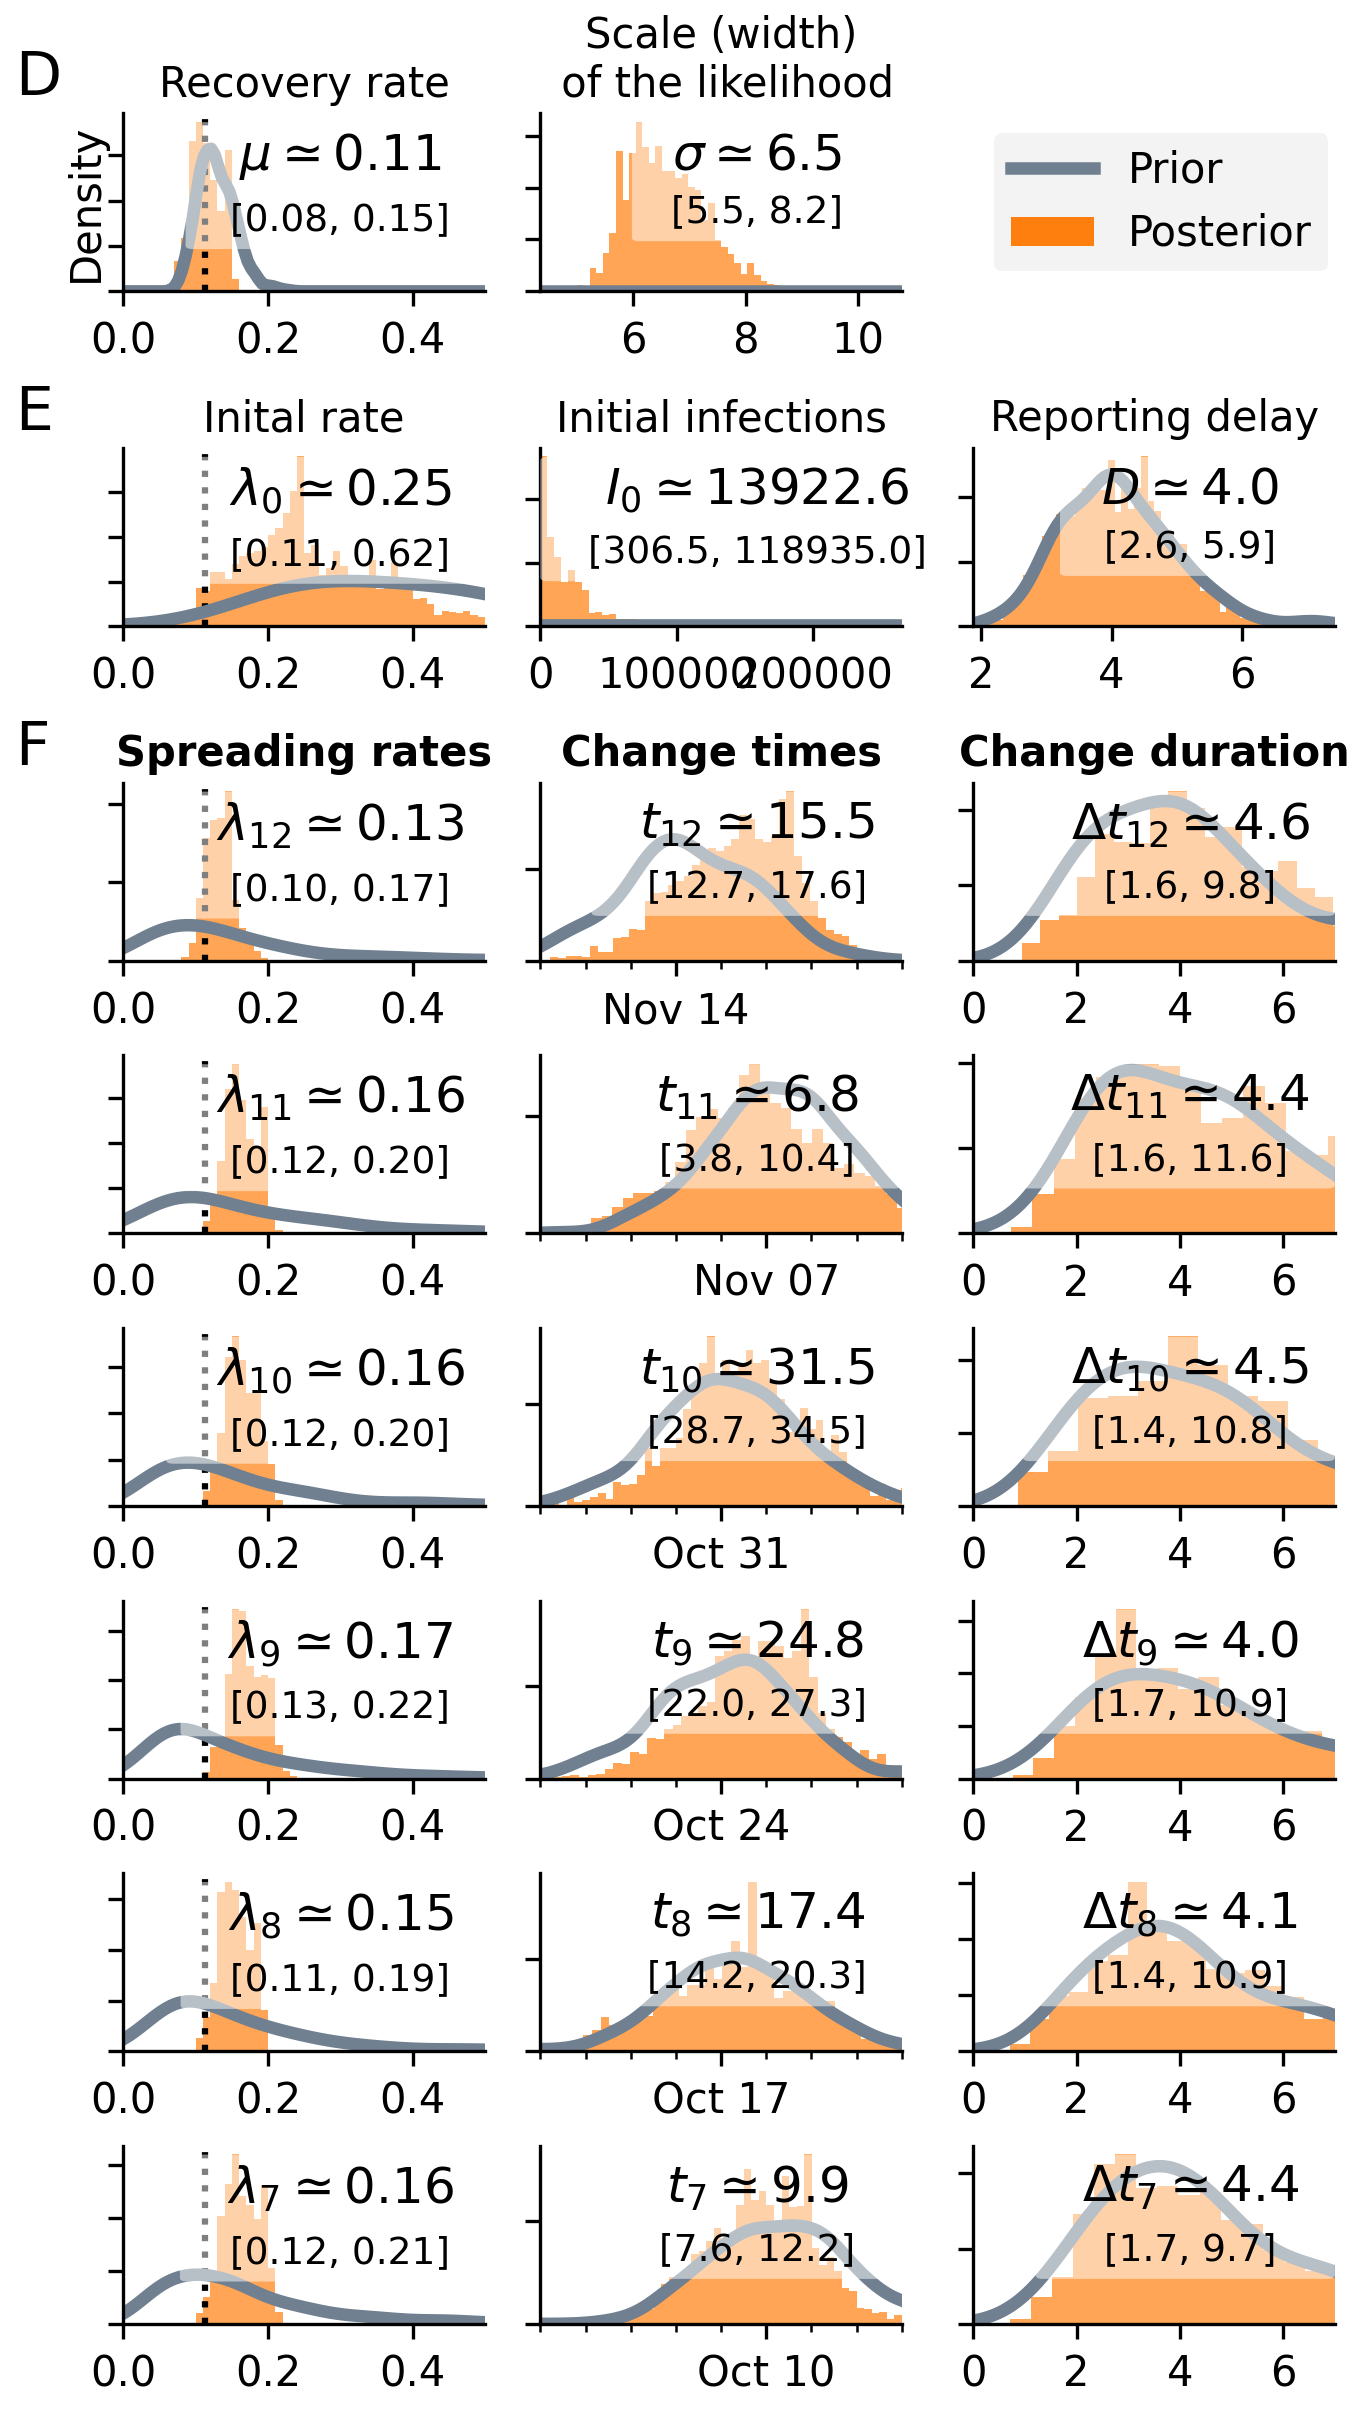 D
Recovery rate
Scale (width)
of the likelihood
Density
μ ≃ 0.11
[0.08, 0.15]
0.0 0.2 0.4
σ ≃ 6.5
[5.5, 8.2]
6 8 10
Prior
Posterior
E
Inital rate
λ0 ≃ 0.25
[0.11, 0.62]
0.0 0.2 0.4
Initial infections
I0 ≃ 13922.6
[306.5, 118935.0]
0 100000 200000
Reporting delay
D ≃ 4.0
[2.6, 5.9]
2 4 6
F
Spreading rates
Change times
Change duration
λ12 ≃ 0.13
[0.10, 0.17]
0.0 0.2 0.4
t12 ≃ 15.5
[12.7, 17.6]
Nov 14
Δt12 ≃ 4.6
[1.6, 9.8]
0 2 4 6
λ11 ≃ 0.16
[0.12, 0.20]
0.0 0.2 0.4
t11 ≃ 6.8
[3.8, 10.4]
Nov 07
Δt11 ≃ 4.4
[1.6, 11.6]
0 2 4 6
λ10 ≃ 0.16
[0.12, 0.20]
0.0 0.2 0.4
t10 ≃ 31.5
[28.7, 34.5]
Oct 31
Δt10 ≃ 4.5
[1.4, 10.8]
0 2 4 6
λ9 ≃ 0.17
[0.13, 0.22]
0.0 0.2 0.4
t9 ≃ 24.8
[22.0, 27.3]
Oct 24
Δt9 ≃ 4.0
[1.7, 10.9]
0 2 4 6
λ8 ≃ 0.15
[0.11, 0.19]
0.0 0.2 0.4
t8 ≃ 17.4
[14.2, 20.3]
Oct 17
Δt8 ≃ 4.1
[1.4, 10.9]
0 2 4 6
λ7 ≃ 0.16
[0.12, 0.21]
0.0 0.2 0.4
t7 ≃ 9.9
[7.6, 12.2]
Oct 10
Δt7 ≃ 4.4
[1.7, 9.7]
0 2 4 6